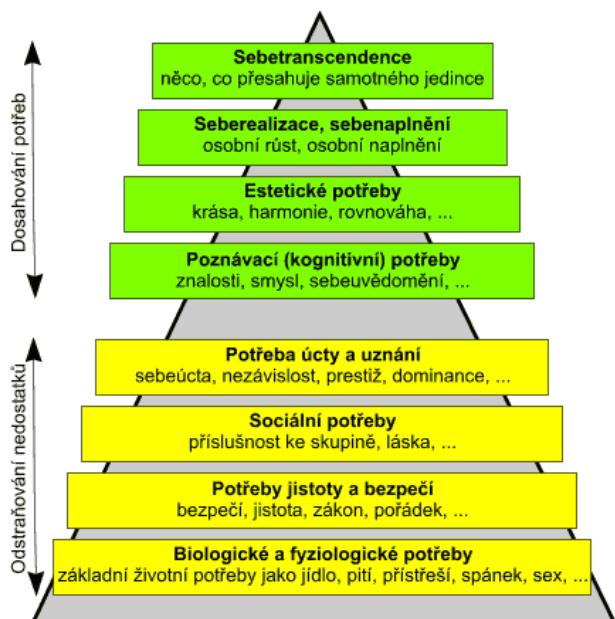 Dosahování potřeb
Sebetranscendence
něco, co přesahuje samotného jedince
Seberealizace, sebenaplnění
osobní růst, osobní naplnění
Estetické potřeby
krása, harmonie, rovnováha, ...
Poznávací (kognitivní) potřeby
znalosti, smysl, sebeuvědomění, ...
Odstraňování nedostatků
Potřeba úcty a uznání
sebeúcta, nezávislost, prestiž, dominance, ...
Sociální potřeby
příslušnost ke skupině, láska, ...
Potřeby jistoty a bezpečí
bezpečí, jistota, zákon, pořádek, ...
Biologické a fyziologické potřeby
základní životní potřeby jako jídlo, pití, přístřeší, spánek, sex, ...